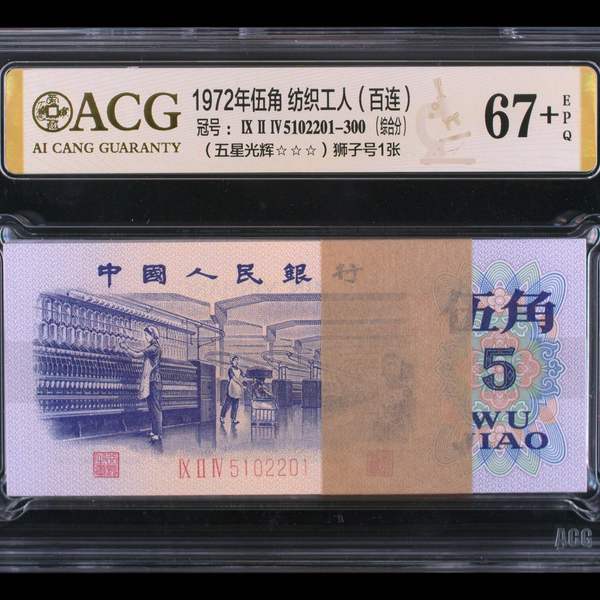 ACG
AI CANG GUARANTY
1972年伍角 纺织工人（百连）
冠号：Ⅸ Ⅱ Ⅳ 5102201-300（综合分）
（五星光辉☆☆☆）狮子号1张
67+
EPQ
中國人民銀行
伍角
5
WU
JIAO
Ⅸ Ⅱ Ⅳ 5102201
ACG